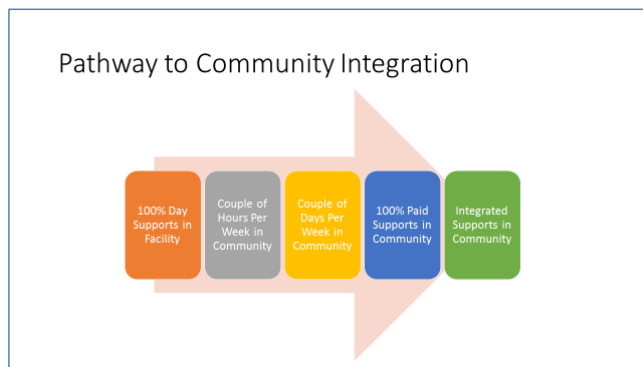 Pathway to Community Integration
100% Day
Supports in
Facility
Couple of
Hours Per
Week in
Community
Couple of
Days Per
Week in
Community
100% Paid
Supports in
Community
Integrated
Supports in
Community